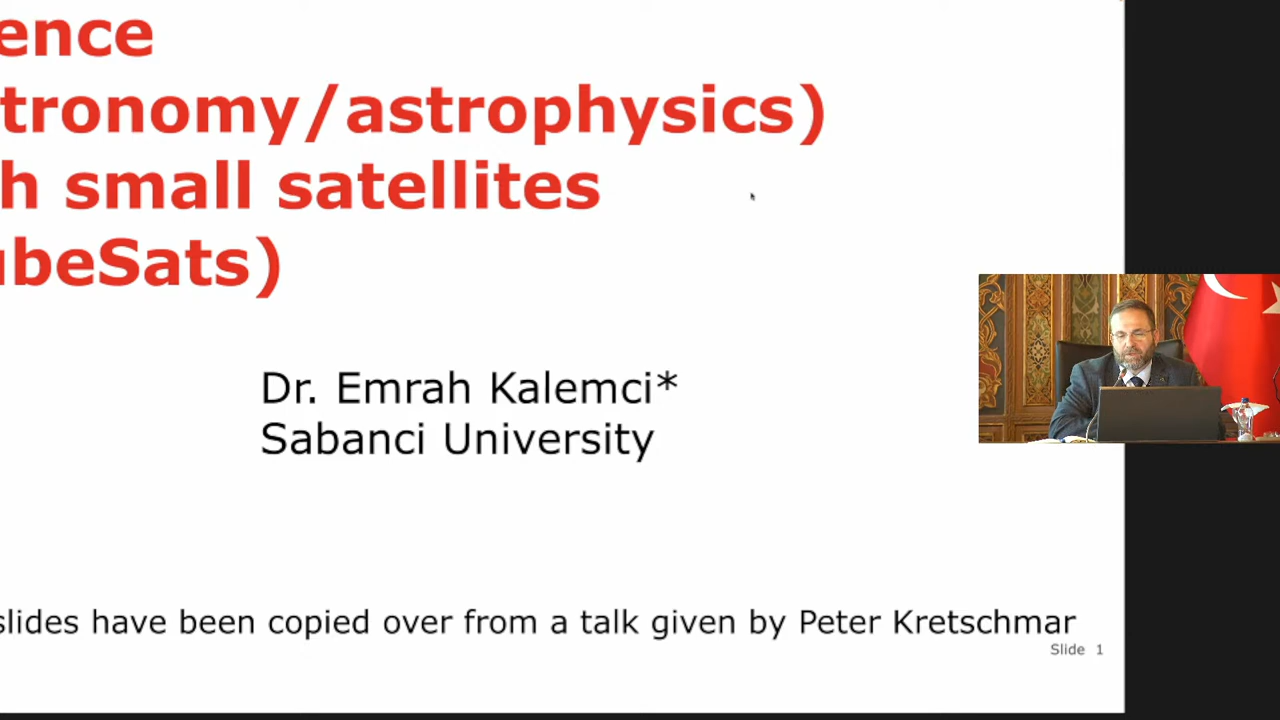 ence
tronomy/astrophysics)
h small satellites
ubeSats)
Dr. Emrah Kalemci*
Sabanci University
slides have been copied over from a talk given by Peter Kretschmar
Slide 1